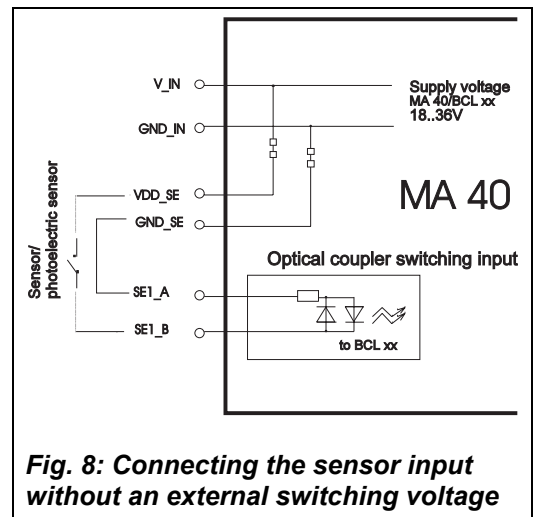 V_IN
Supply voltage
MA 40/BCL xx
18..36V
GND_IN
Sensor/
photoelectric sensor
VDD_SE
MA 40
GND_SE
Optical coupler switching input
SE1_A
SE1_B
to BCL xx
Fig. 8: Connecting the sensor input
without an external switching voltage